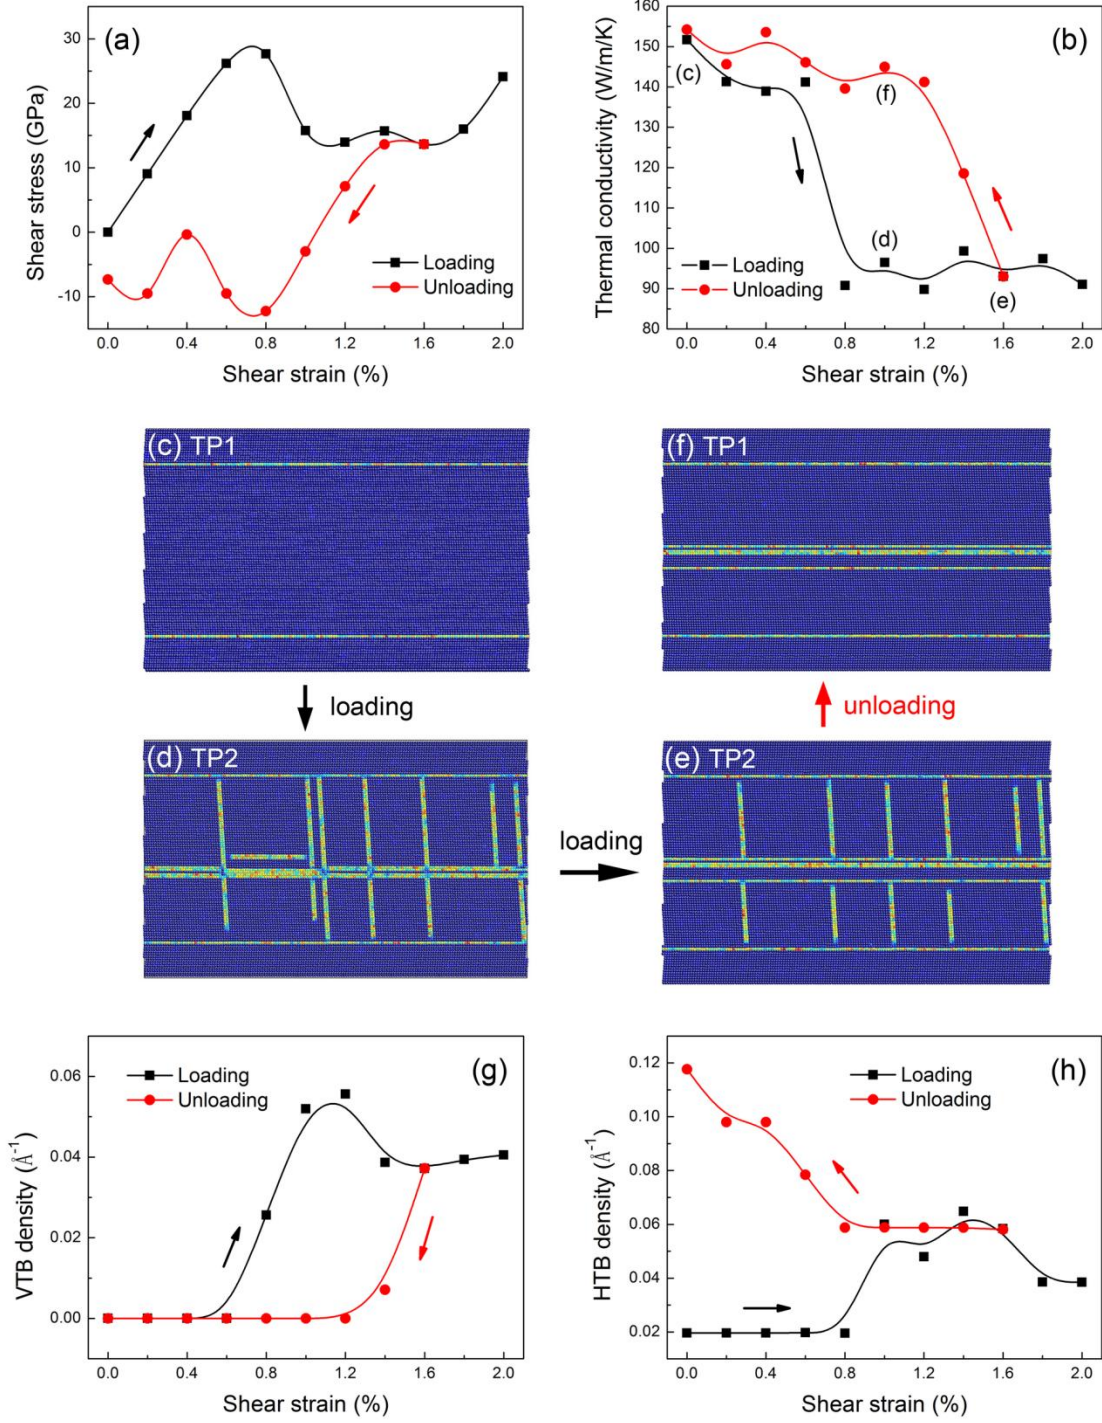 (a)
30
20
10
0
-10
Shear stress (GPa)
Loading
Unloading
0.0 0.4 0.8 1.2 1.6 2.0
Shear strain (%)
(b)
160
150
140
130
120
110
100
90
80
Thermal conductivity (W/m/K)
(c)
(f)
(d)
(e)
Loading
Unloading
0.0 0.4 0.8 1.2 1.6 2.0
Shear strain (%)
(c) TP1
(f) TP1
loading
unloading
(d) TP2
loading
(e) TP2
(g)
0.06
0.04
0.02
0.00
VTB density (Å⁻¹)
Loading
Unloading
0.0 0.4 0.8 1.2 1.6 2.0
Shear strain (%)
(h)
0.12
0.10
0.08
0.06
0.04
0.02
HTB density (Å⁻¹)
Loading
Unloading
0.0 0.4 0.8 1.2 1.6 2.0
Shear strain (%)